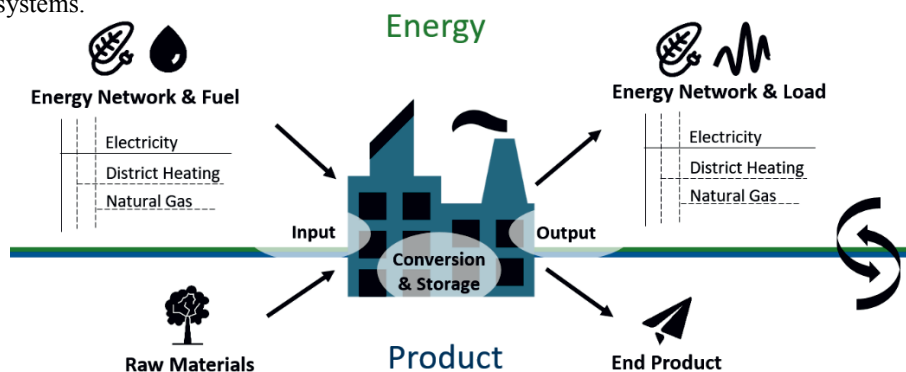 systems.
Energy
Energy Network & Fuel
Electricity
District Heating
Natural Gas
Energy Network & Load
Electricity
District Heating
Natural Gas
Input
Conversion
& Storage
Output
Raw Materials
Product
End Product